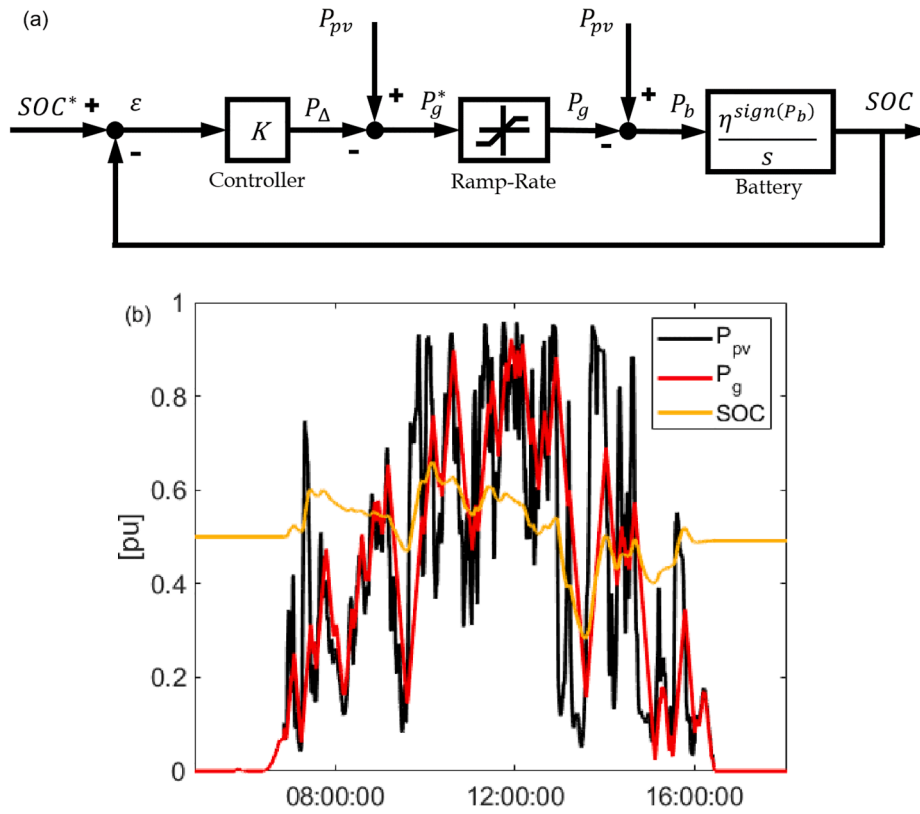 (a)
P_pv P_pv
SOC* + ε P_Δ + P_g* P_g + P_b η^sign(P_b) SOC
K
- - - s
Controller Ramp-Rate Battery
(b)
1
P_pv
P_g
SOC
0.8
0.6
[pu]
0.4
0.2
0
08:00:00 12:00:00 16:00:00